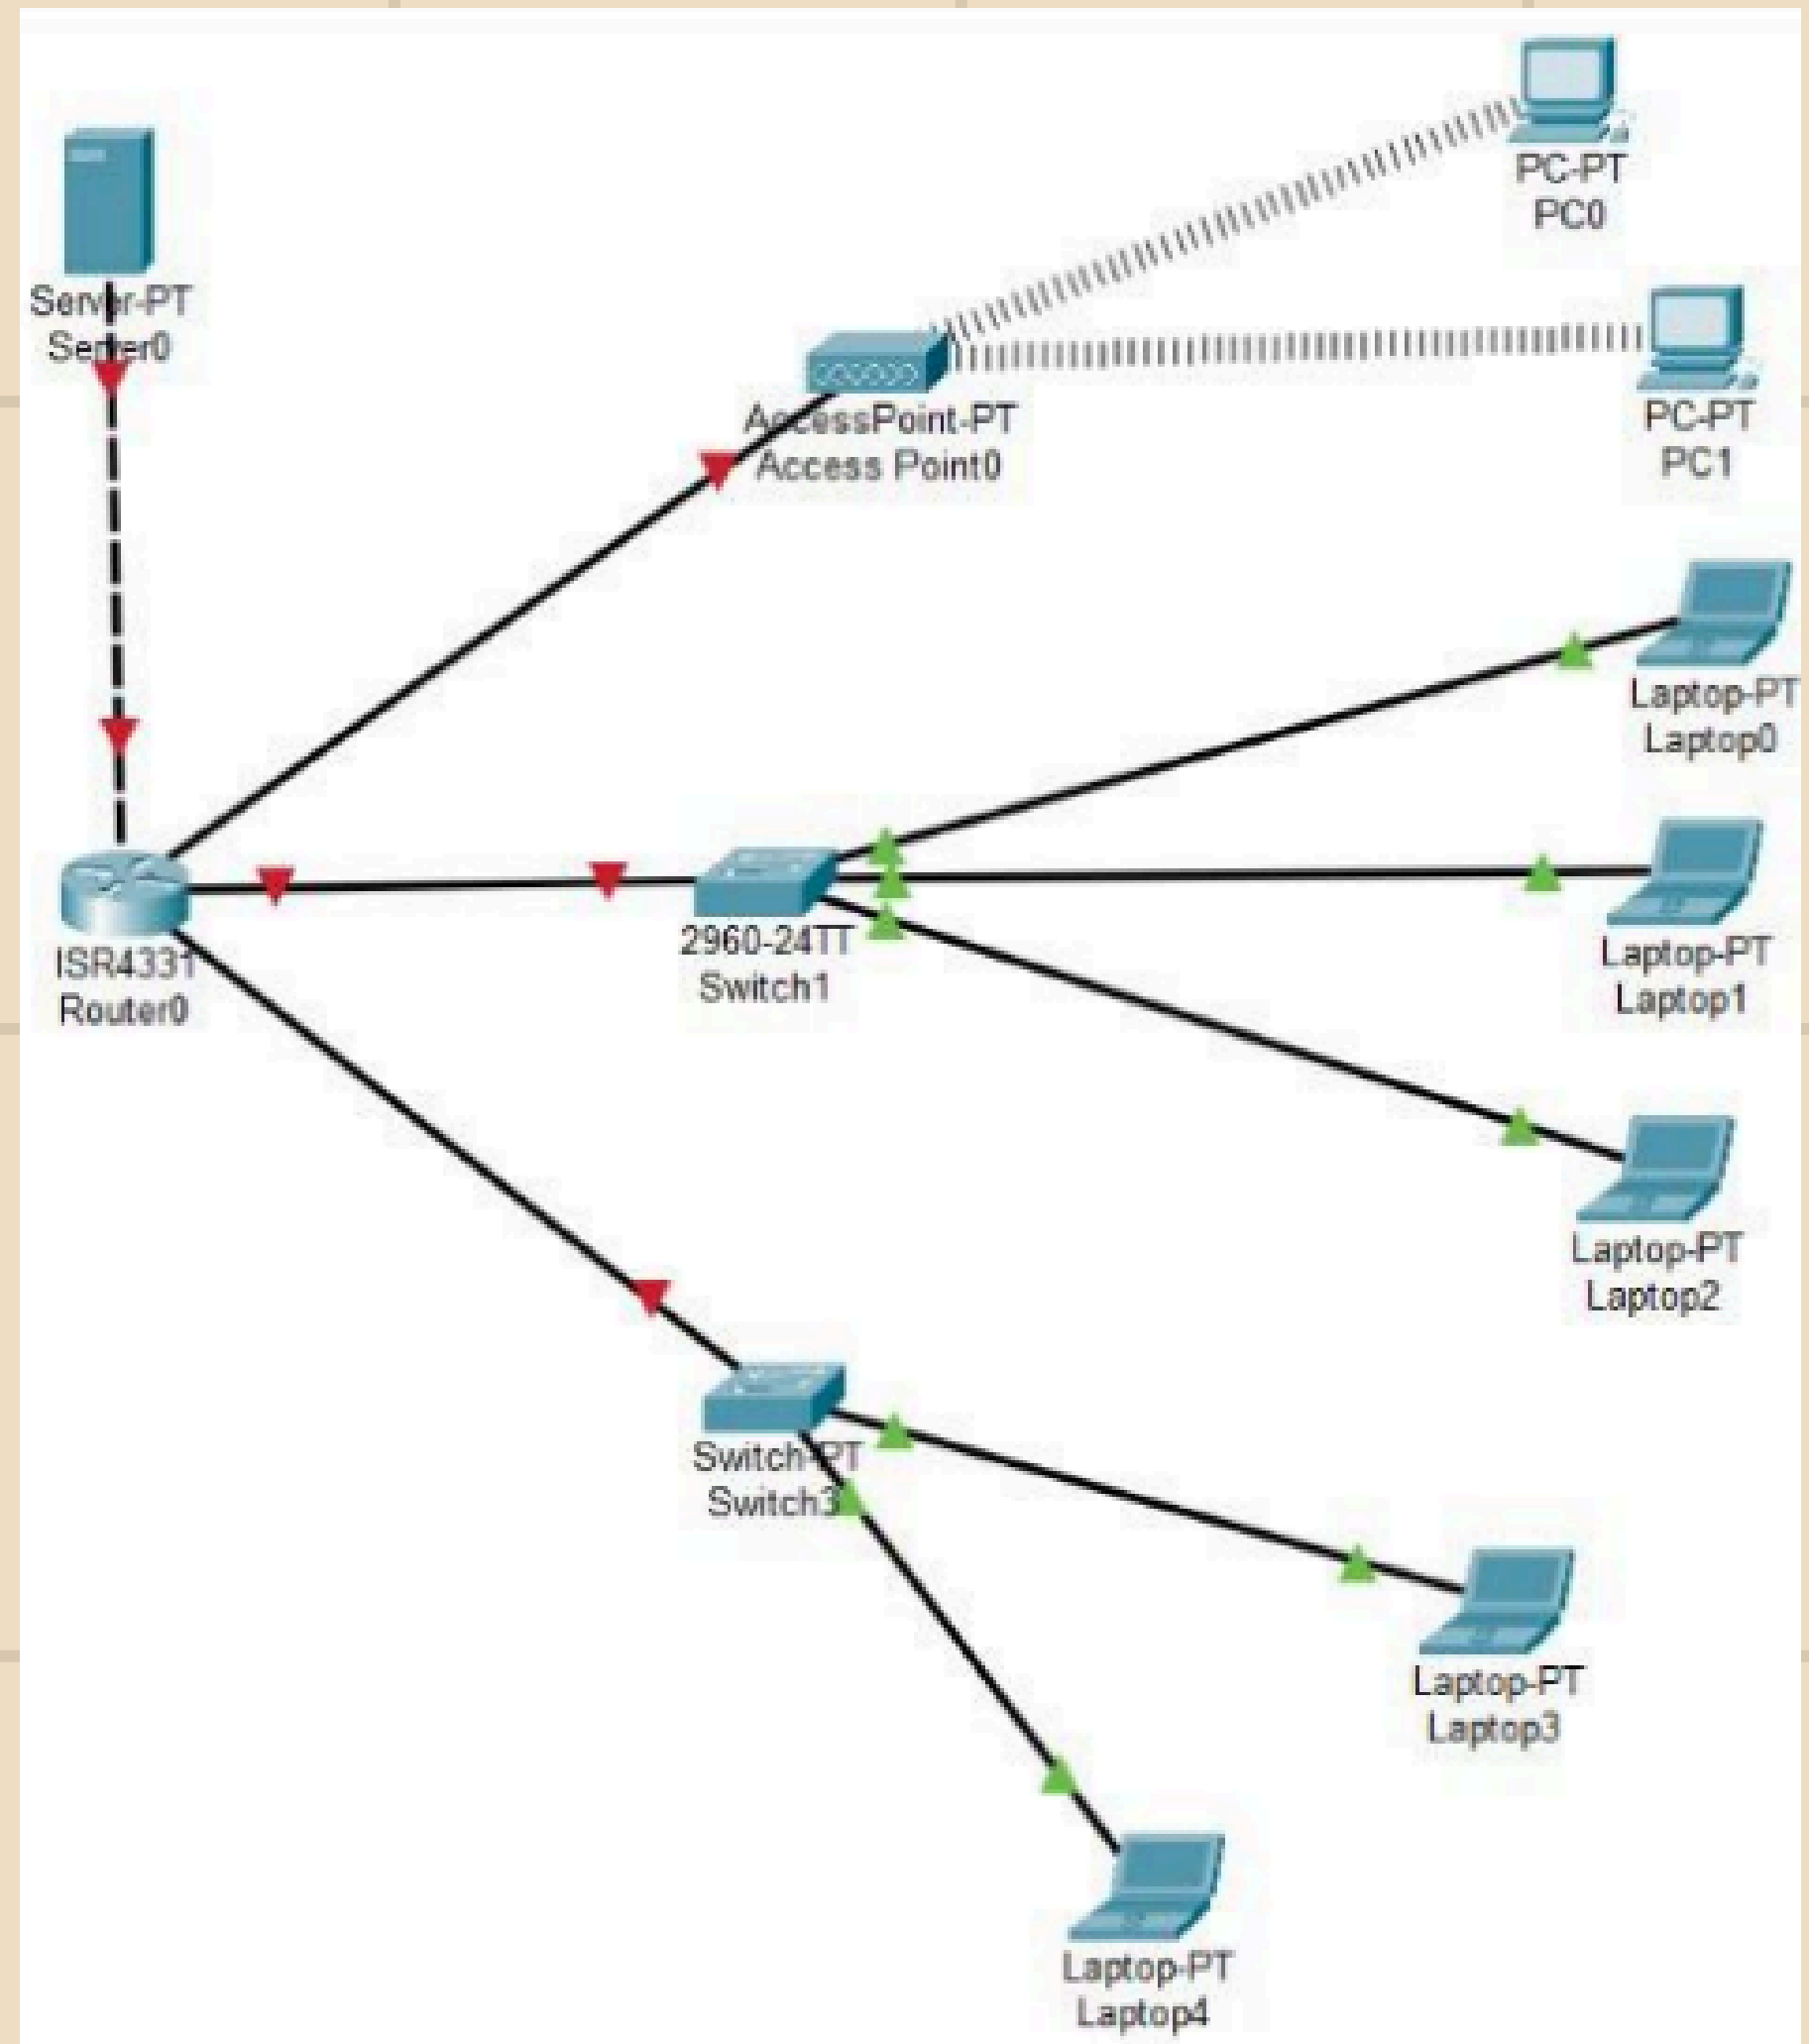 PC-PT
PC0
Server-PT
Server0
PC-PT
PC1
AccessPoint-PT
Access Point0
Laptop-PT
Laptop0
ISR4331
Router0
2960-24TT
Switch1
Laptop-PT
Laptop1
Laptop-PT
Laptop2
Switch-PT
Switch3
Laptop-PT
Laptop3
Laptop-PT
Laptop4